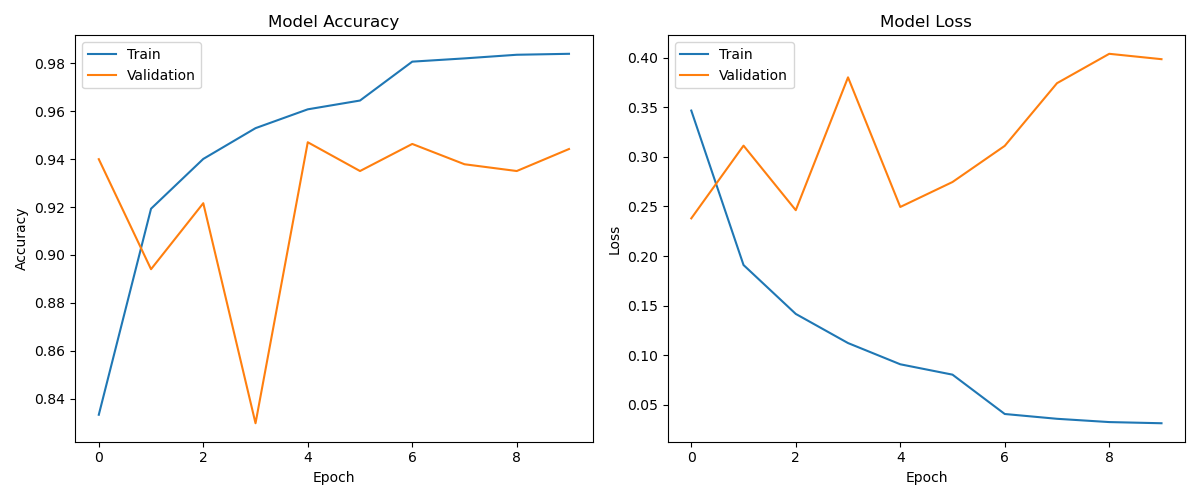 Model Accuracy
Train
Validation
0.98
0.96
0.94
0.92
0.90
0.88
0.86
0.84
Accuracy
0 2 4 6 8
Epoch
Model Loss
Train
Validation
0.40
0.35
0.30
0.25
0.20
0.15
0.10
0.05
Loss
0 2 4 6 8
Epoch